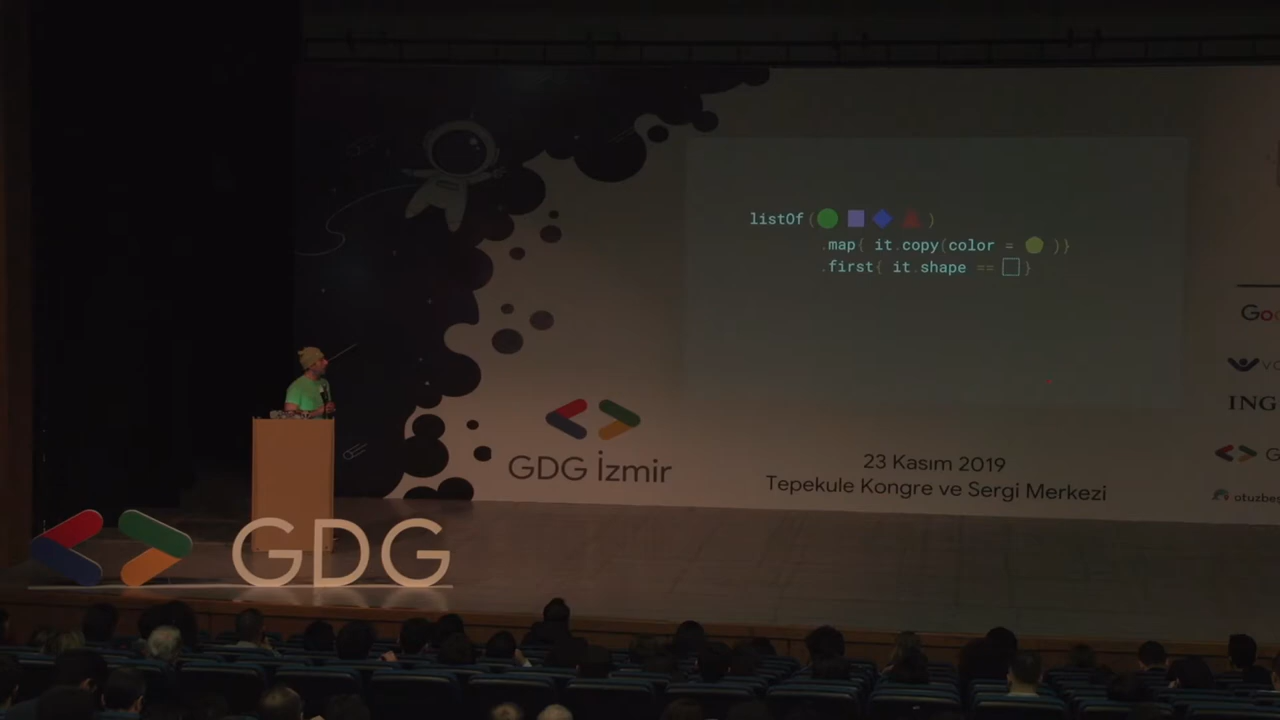 listOf( )
.map{ it.copy(color = )}
.first{ it.shape == }
GDG İzmir
23 Kasım 2019
Tepekule Kongre ve Sergi Merkezi
ING
GDG